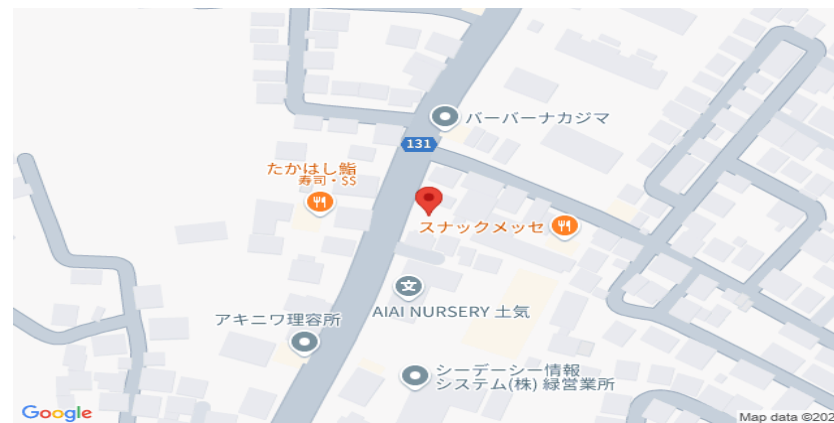 バーバーナカジマ
131
たかはし鮨
寿司・SS
スナックメッセ
AIAI NURSERY 土気
アキニワ理容所
シーデーシー情報
システム(株) 緑営業所
Google
Map data ©202